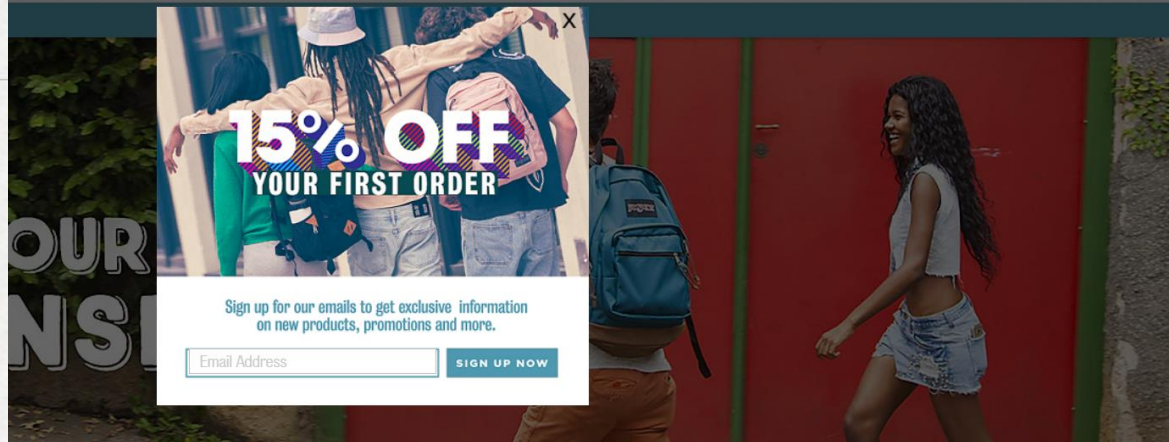 X
15% OFF
YOUR FIRST ORDER
Sign up for our emails to get exclusive information
on new products, promotions and more.
Email Address
SIGN UP NOW
OUR
JANSPORT